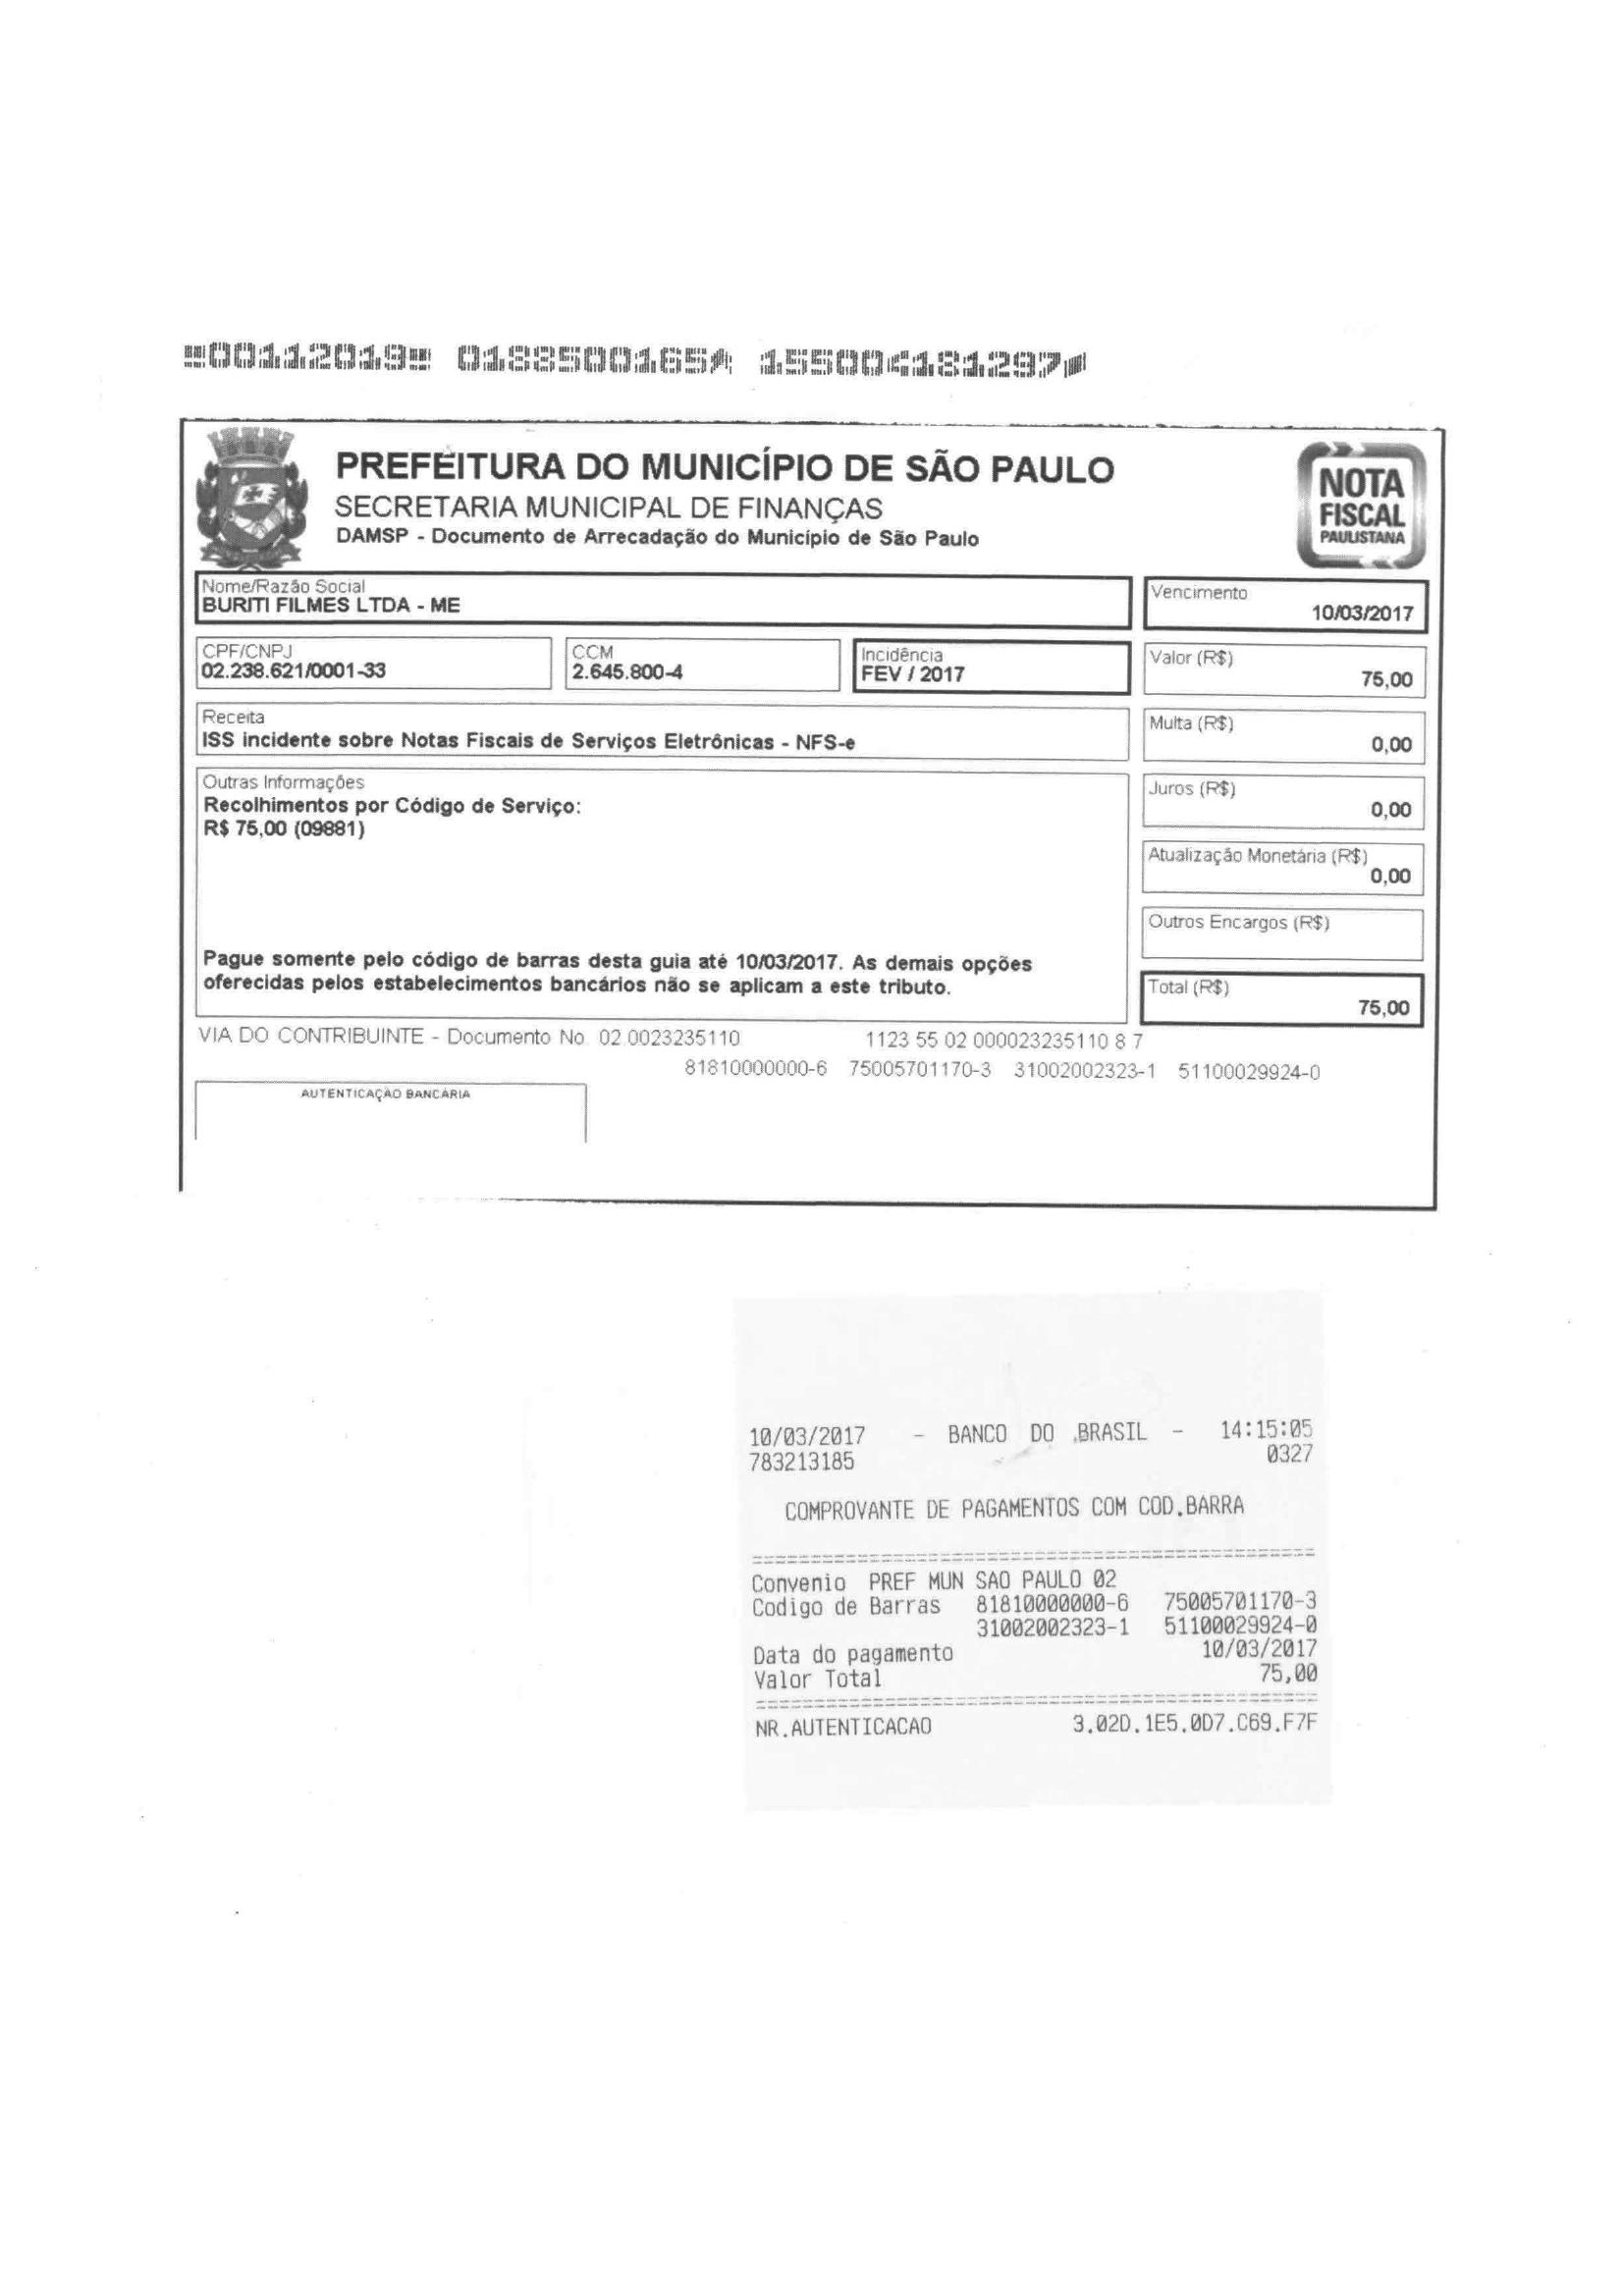 00112019 0188500165 155004181297
PREFEITURA DO MUNICÍPIO DE SÃO PAULO
SECRETARIA MUNICIPAL DE FINANÇAS
DAMSP - Documento de Arrecadação do Município de São Paulo
NOTA
FISCAL
PAULISTANA
Nome/Razão Social
BURITI FILMES LTDA - ME
Vencimento
10/03/2017
CPF/CNPJ
02.238.621/0001-33
CCM
2.645.800-4
Incidência
FEV / 2017
Valor (R$)
75,00
Receita
ISS incidente sobre Notas Fiscais de Serviços Eletrônicas - NFS-e
Multa (R$)
0,00
Outras Informações
Recolhimentos por Código de Serviço:
R$ 75,00 (09881)
Juros (R$)
0,00
Atualização Monetária (R$)
0,00
Outros Encargos (R$)
Pague somente pelo código de barras desta guia até 10/03/2017. As demais opções
oferecidas pelos estabelecimentos bancários não se aplicam a este tributo.
Total (R$)
75,00
VIA DO CONTRIBUINTE - Documento No. 02.0023235110 1123 55 02 000023235110 8 7
81810000000-6 75005701170-3 31002002323-1 51100029924-0
AUTENTICAÇÃO BANCÁRIA
10/03/2017 - BANCO DO BRASIL - 14:15:05
783213185 0327
COMPROVANTE DE PAGAMENTOS COM COD.BARRA
Convenio PREF MUN SAO PAULO 02
Codigo de Barras 81810000000-6 75005701170-3
31002002323-1 51100029924-0
Data do pagamento 10/03/2017
Valor Total 75,00
NR.AUTENTICACAO 3.02D.1E5.0D7.C69.F7F